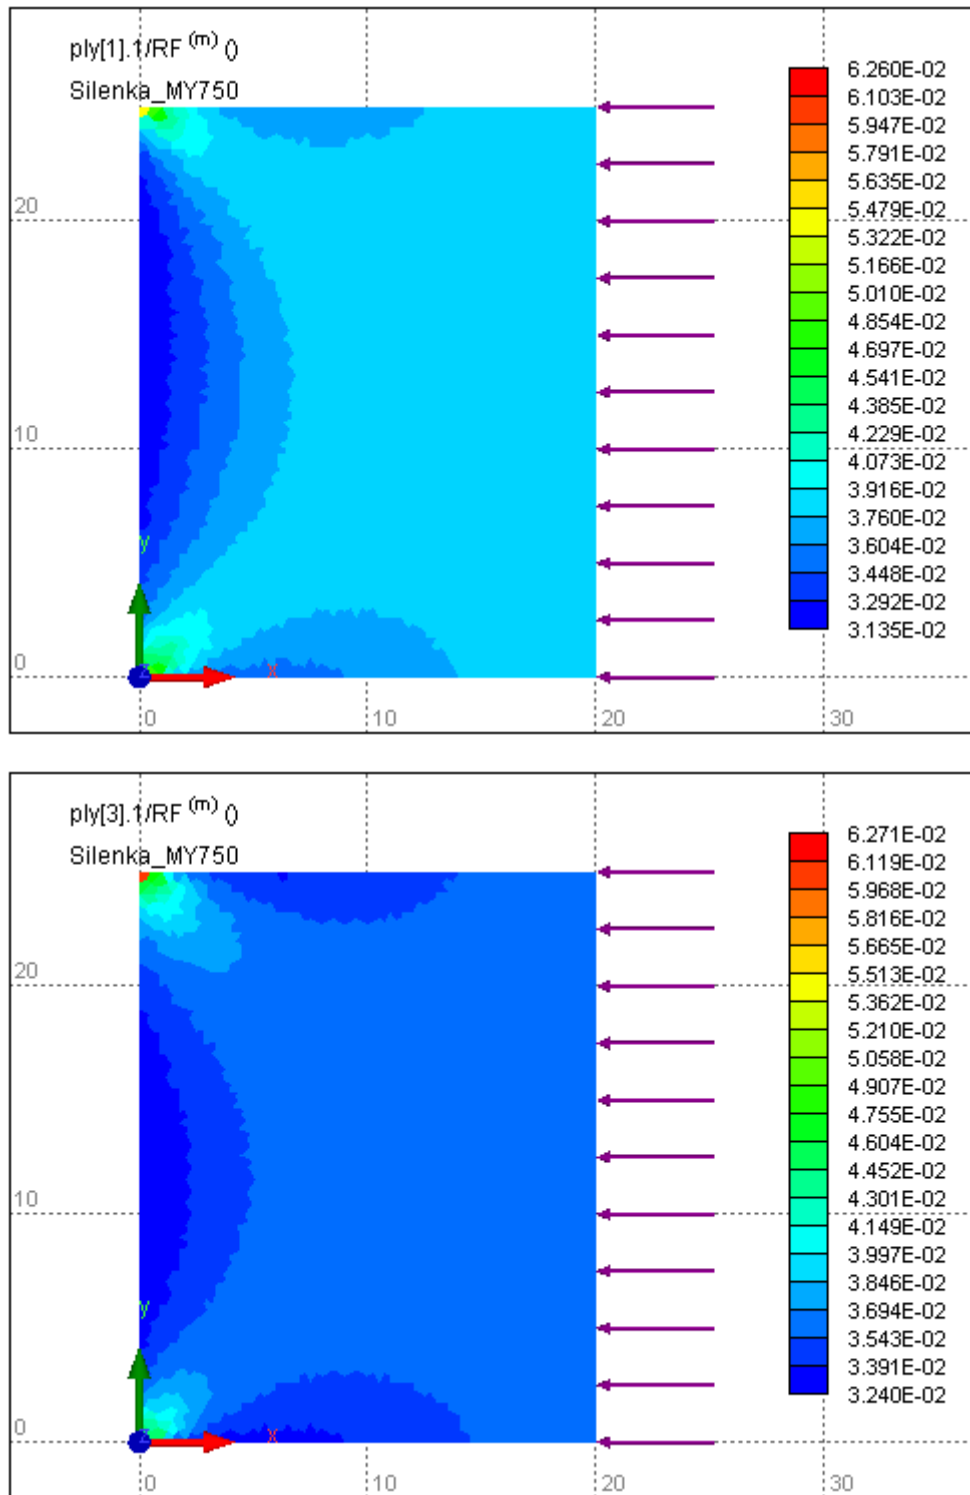 ply[1].1/RF (m) ()
Silenka_MY750
6.260E-02
6.103E-02
5.947E-02
5.791E-02
5.635E-02
5.479E-02
5.322E-02
5.166E-02
5.010E-02
4.854E-02
4.697E-02
4.541E-02
4.385E-02
4.229E-02
4.073E-02
3.916E-02
3.760E-02
3.604E-02
3.448E-02
3.292E-02
3.135E-02
20
10
y
0
z
x
0 10 20 30
ply[3].1/RF (m) ()
Silenka_MY750
6.271E-02
6.119E-02
5.968E-02
5.816E-02
5.665E-02
5.513E-02
5.362E-02
5.210E-02
5.058E-02
4.907E-02
4.755E-02
4.604E-02
4.452E-02
4.301E-02
4.149E-02
3.997E-02
3.846E-02
3.694E-02
3.543E-02
3.391E-02
3.240E-02
20
10
y
0
z
x
0 10 20 30